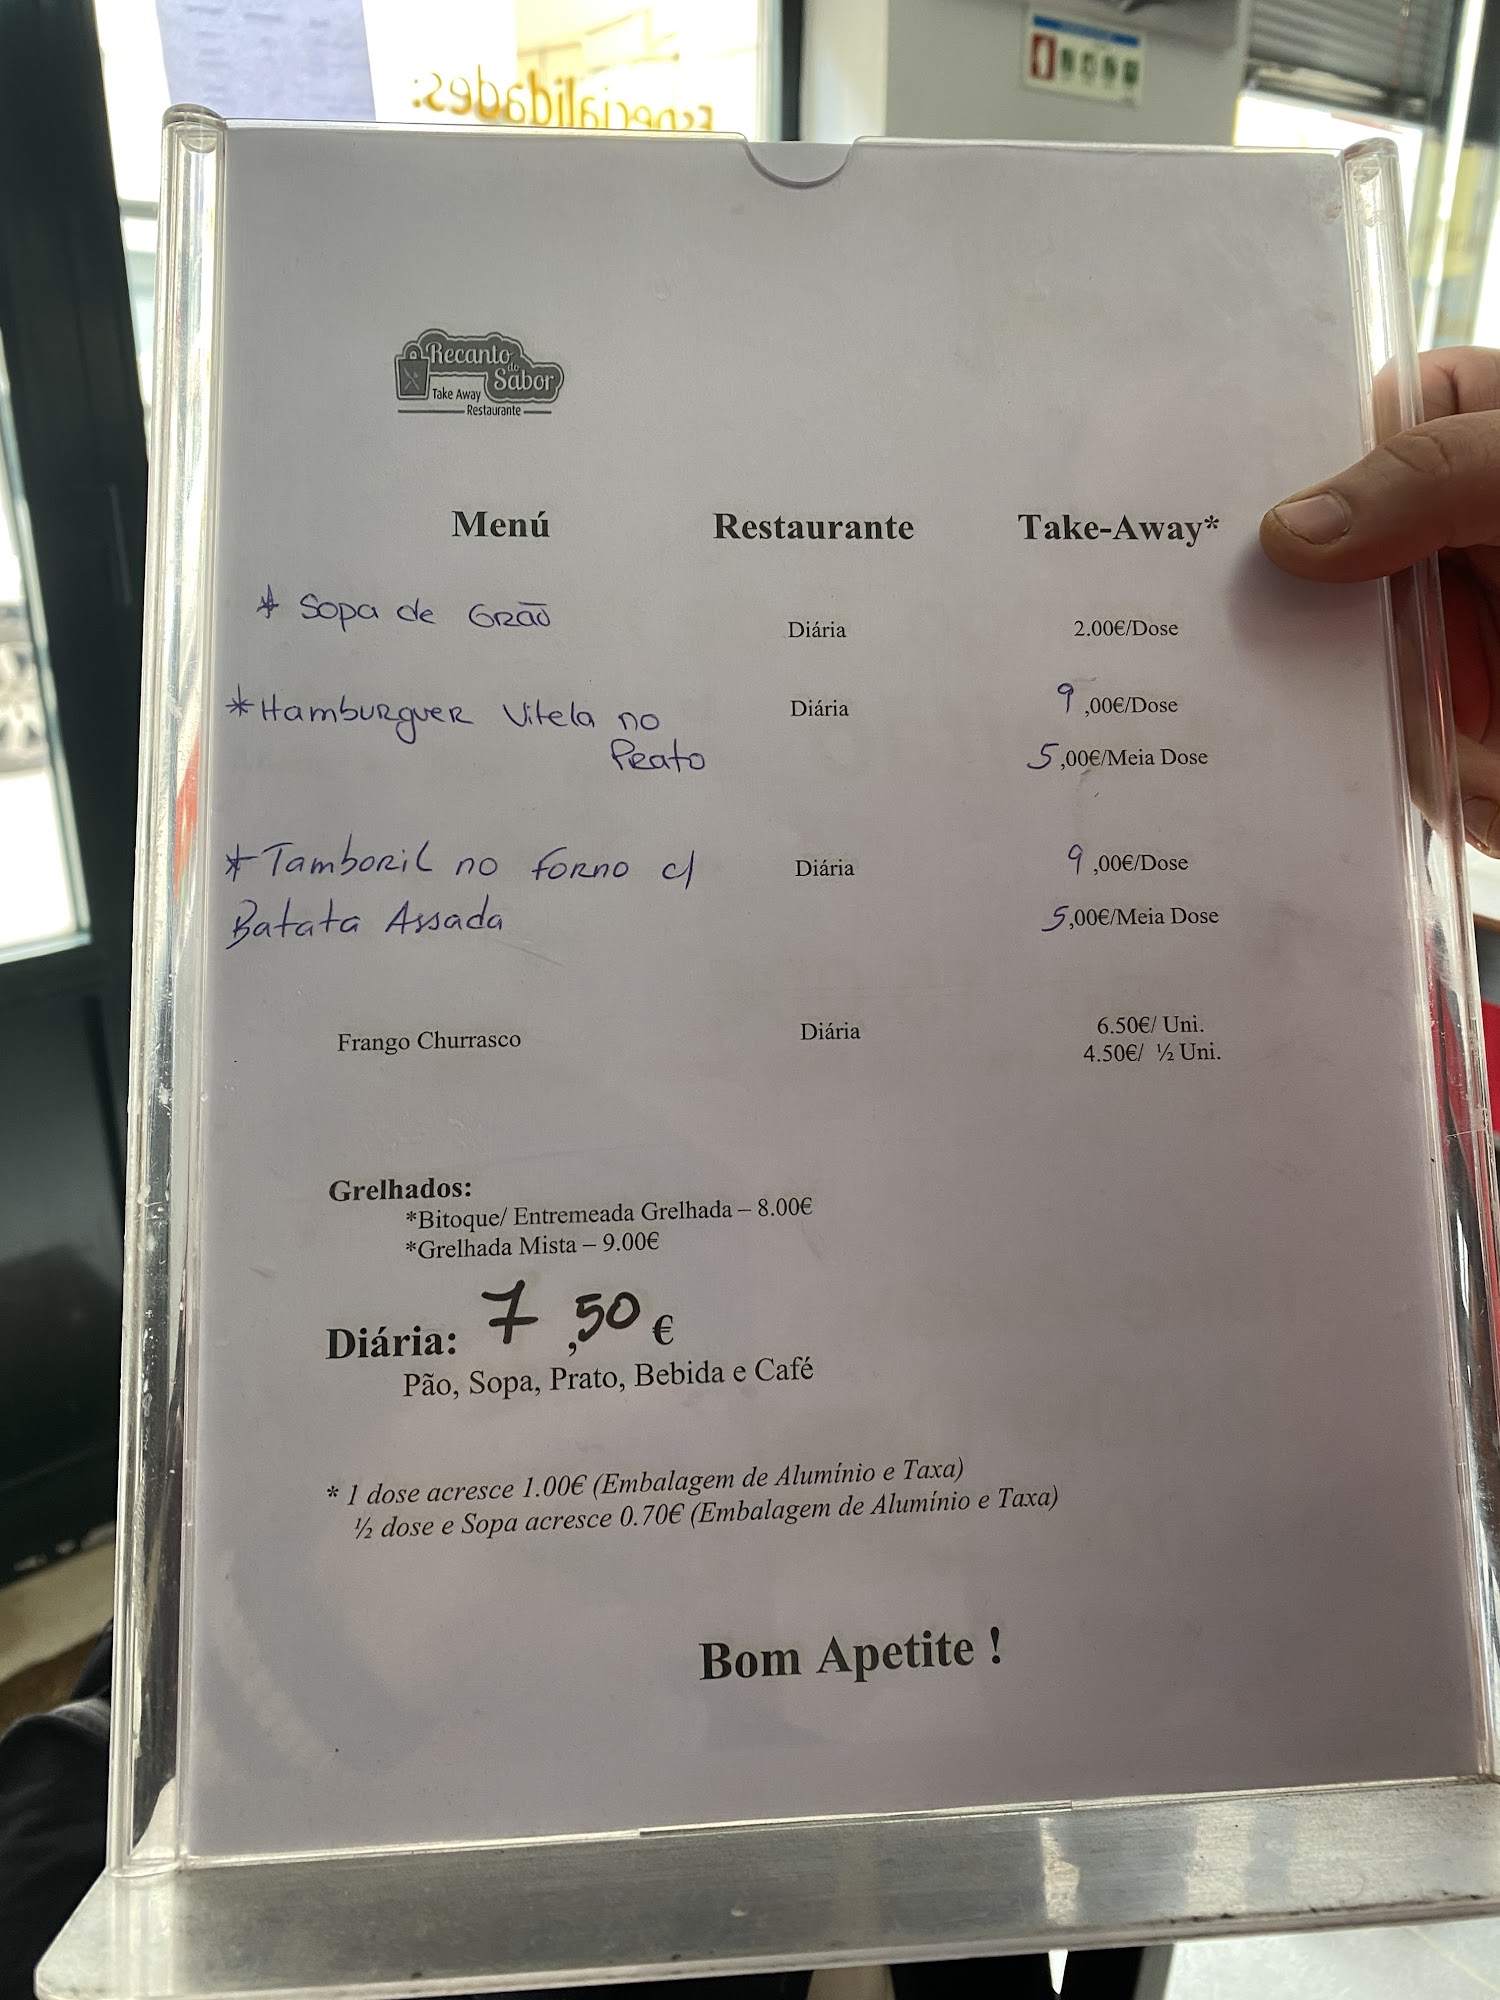 Especialidades:
Recanto
do
Sabor
Take Away
Restaurante
Menú Restaurante Take-Away*
* Sopa de Grão Diária 2.00€/Dose
* Hamburguer Vitela no Diária 9,00€/Dose
Prato 5,00€/Meia Dose
* Tamboril no forno c/ Diária 9,00€/Dose
Batata Assada 5,00€/Meia Dose
Frango Churrasco Diária 6.50€/ Uni.
4.50€/ ½ Uni.
Grelhados:
*Bitoque/ Entremeada Grelhada – 8.00€
*Grelhada Mista – 9.00€
Diária: 7,50 €
Pão, Sopa, Prato, Bebida e Café
* 1 dose acresce 1.00€ (Embalagem de Alumínio e Taxa)
½ dose e Sopa acresce 0.70€ (Embalagem de Alumínio e Taxa)
Bom Apetite !